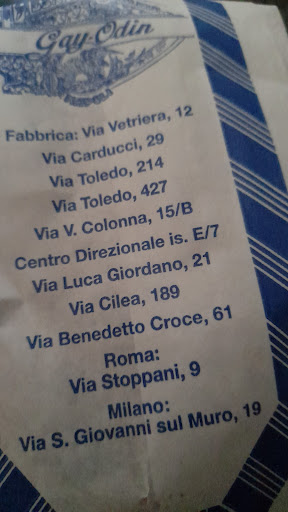 Gay-Odin
Fabbrica: Via Vetriera, 12
Via Carducci, 29
Via Toledo, 214
Via Toledo, 427
Via V. Colonna, 15/B
Centro Direzionale is. E/7
Via Luca Giordano, 21
Via Cilea, 189
Via Benedetto Croce, 61
Roma:
Via Stoppani, 9
Milano:
Via S. Giovanni sul Muro, 19